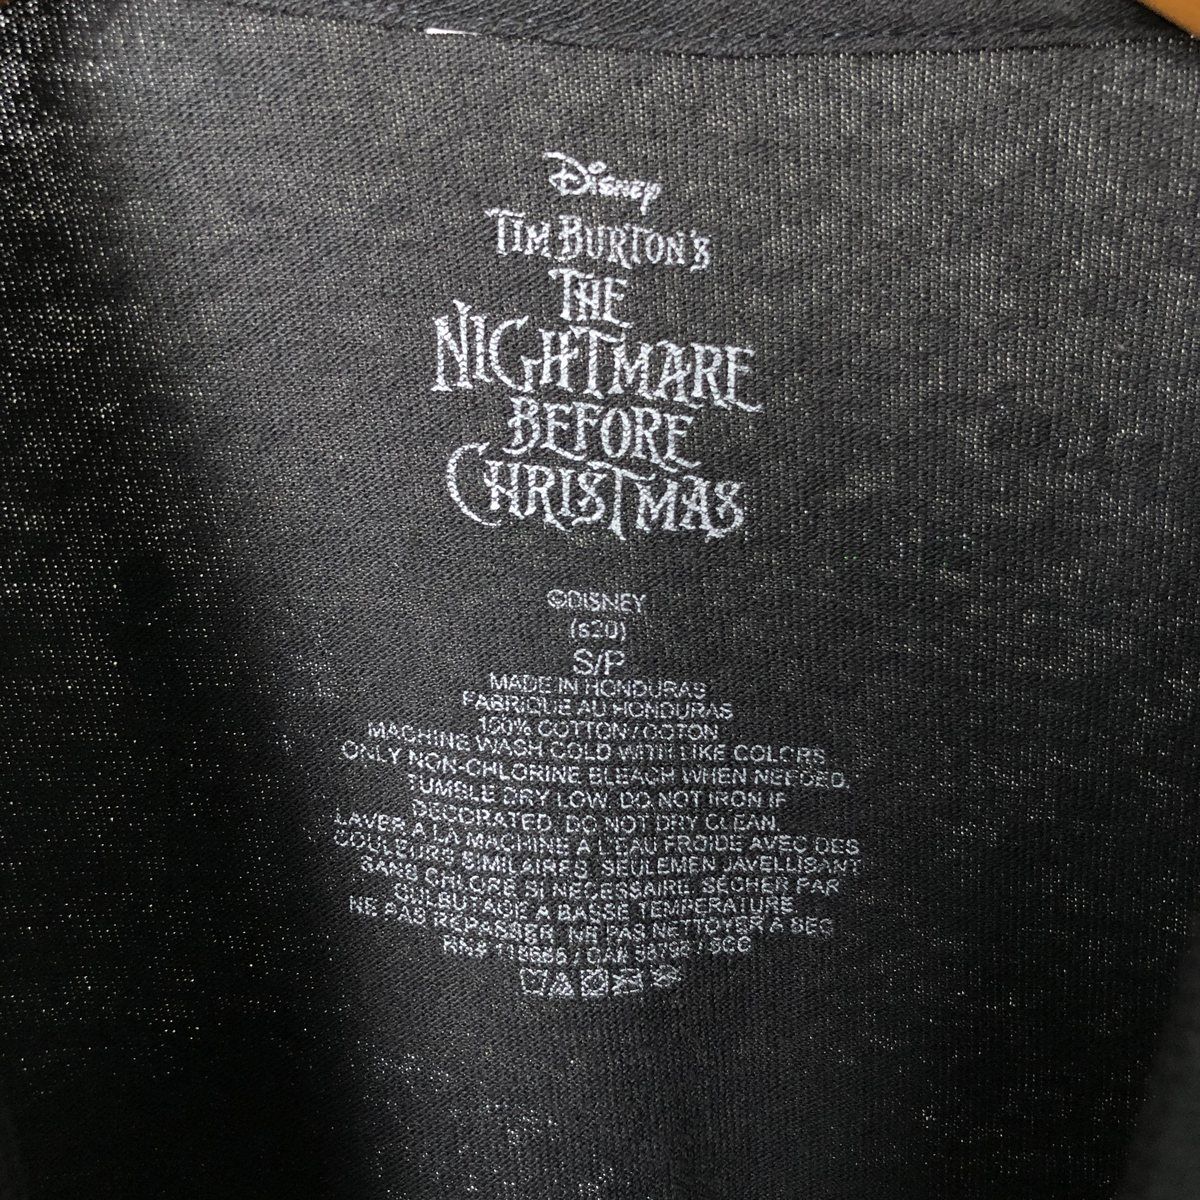 Disney
TIM BURTON'S
THE
NIGHTMARE
BEFORE
CHRISTMAS
©DISNEY
(s20)
S/P
MADE IN HONDURAS
FABRIQUE AU HONDURAS
100% COTTON / COTON
MACHINE WASH COLD WITH LIKE COLORS
ONLY NON-CHLORINE BLEACH WHEN NEEDED.
TUMBLE DRY LOW. DO NOT IRON IF
DECORATED. DO NOT DRY CLEAN.
LAVER A LA MACHINE A L'EAU FROIDE AVEC DES
COULEURS SIMILAIRES. SEULEMEN JAVELLISANT
SANS CHLORE SI NECESSAIRE. SECHER PAR
CULBUTAGE A BASSE TEMPERATURE
NE PAS REPASSER. NE PAS NETTOYER A SEC
RN#